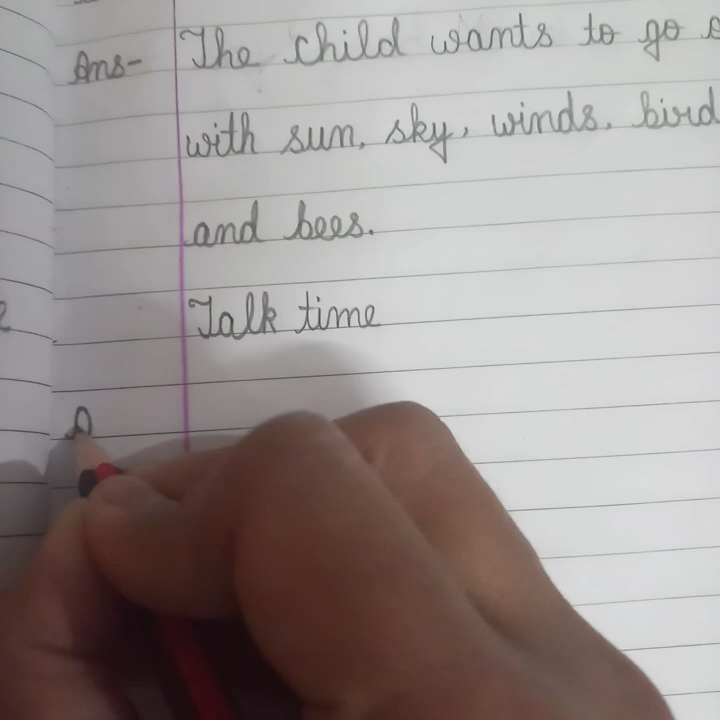 Ans- The child wants to go
with sun, sky, winds, bird
and bees.
Talk time